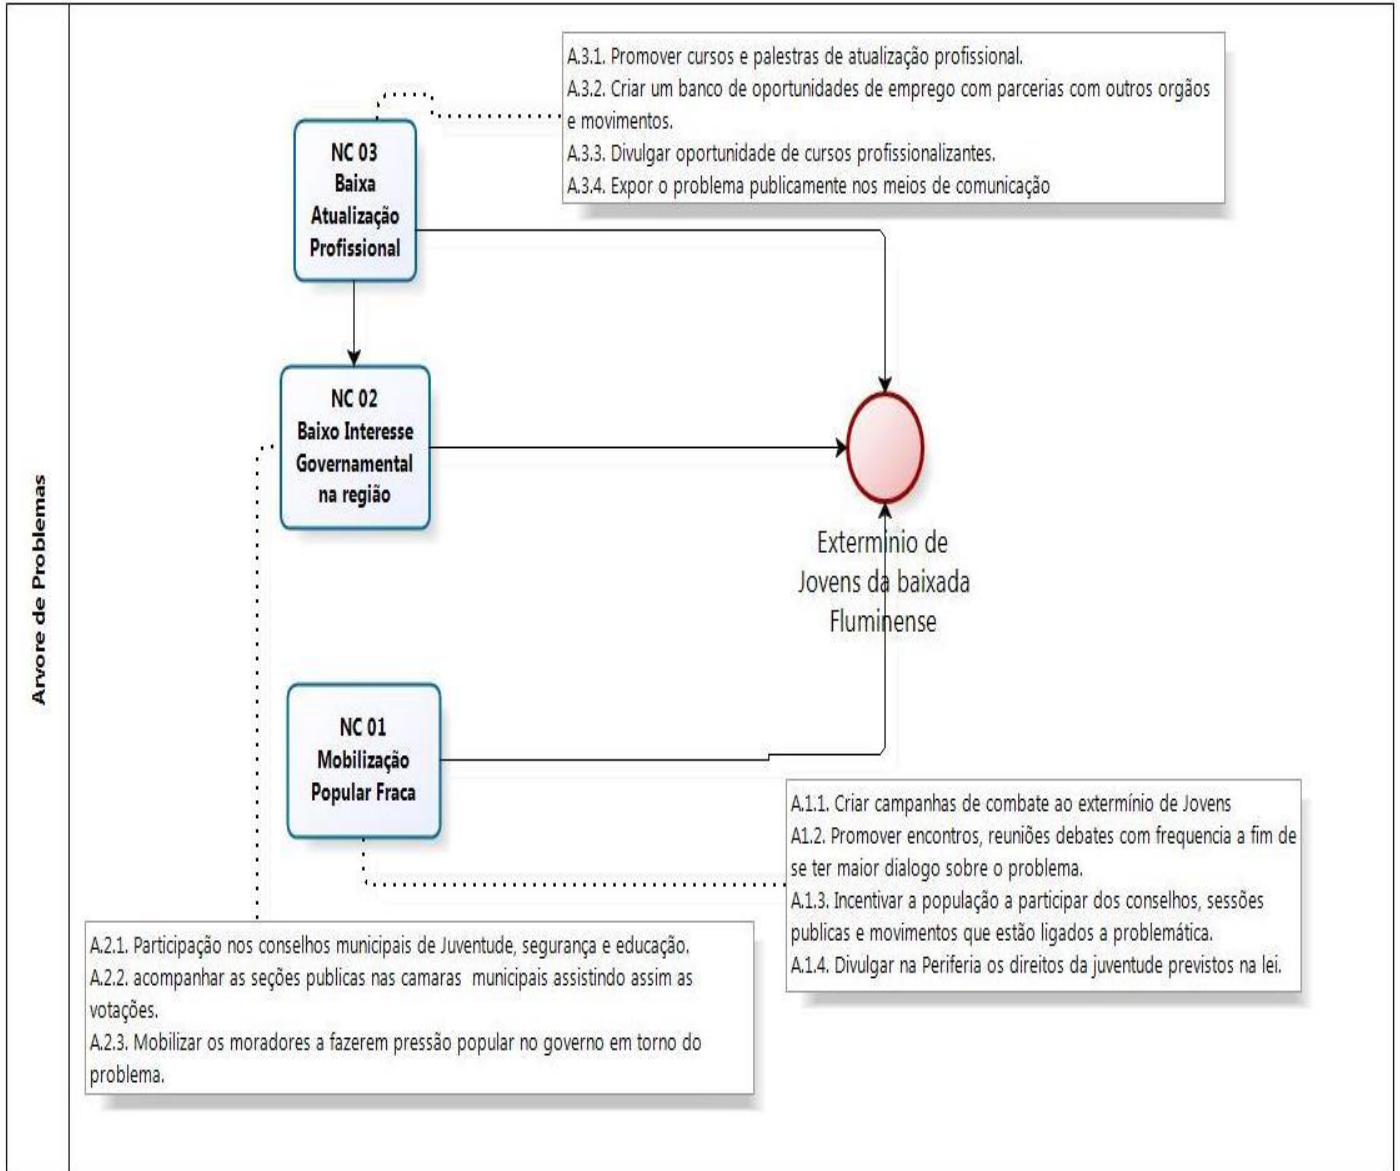 Arvore de Problemas
A.3.1. Promover cursos e palestras de atualização profissional.
A.3.2. Criar um banco de oportunidades de emprego com parcerias com outros orgãos
e movimentos.
A.3.3. Divulgar oportunidade de cursos profissionalizantes.
A.3.4. Expor o problema publicamente nos meios de comunicação
NC 03
Baixa
Atualização
Profissional
NC 02
Baixo Interesse
Governamental
na região
Extermínio de
Jovens da baixada
Fluminense
NC 01
Mobilização
Popular Fraca
A.1.1. Criar campanhas de combate ao extermínio de Jovens
A1.2. Promover encontros, reuniões debates com frequencia a fim de
se ter maior dialogo sobre o problema.
A.1.3. Incentivar a população a participar dos conselhos, sessões
publicas e movimentos que estão ligados a problemática.
A.1.4. Divulgar na Periferia os direitos da juventude previstos na lei.
A.2.1. Participação nos conselhos municipais de Juventude, segurança e educação.
A.2.2. acompanhar as seções publicas nas camaras  municipais assistindo assim as
votações.
A.2.3. Mobilizar os moradores a fazerem pressão popular no governo em torno do
problema.